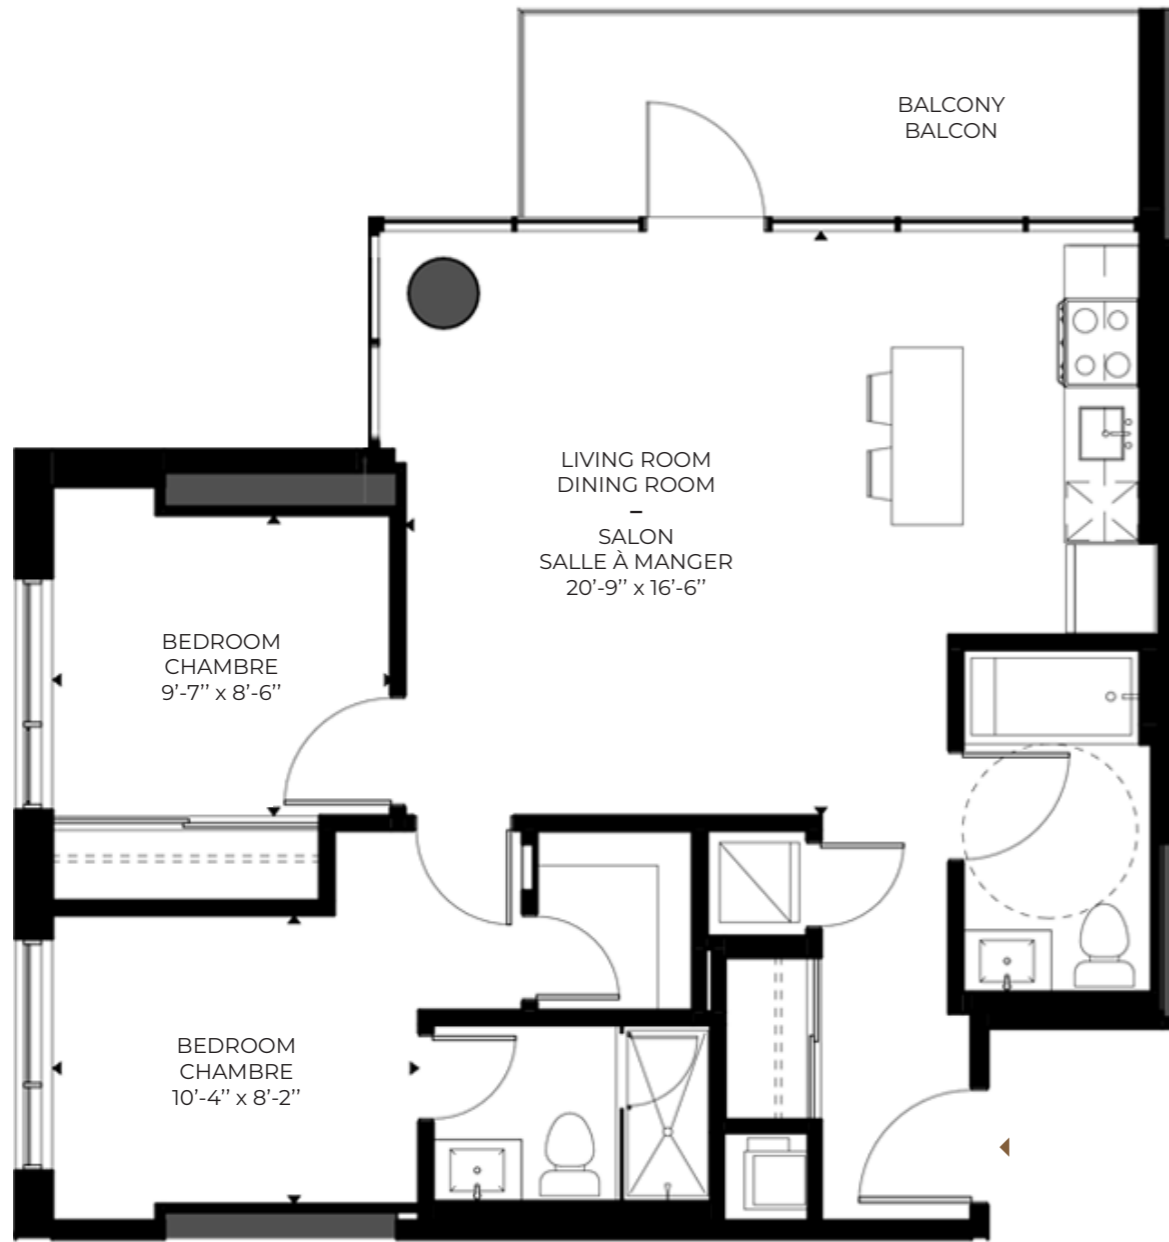 BALCONY
BALCON
LIVING ROOM
DINING ROOM
–
SALON
SALLE À MANGER
20’-9’’ x 16’-6’’
BEDROOM
CHAMBRE
9’-7’’ x 8’-6’’
BEDROOM
CHAMBRE
10’-4’’ x 8’-2’’